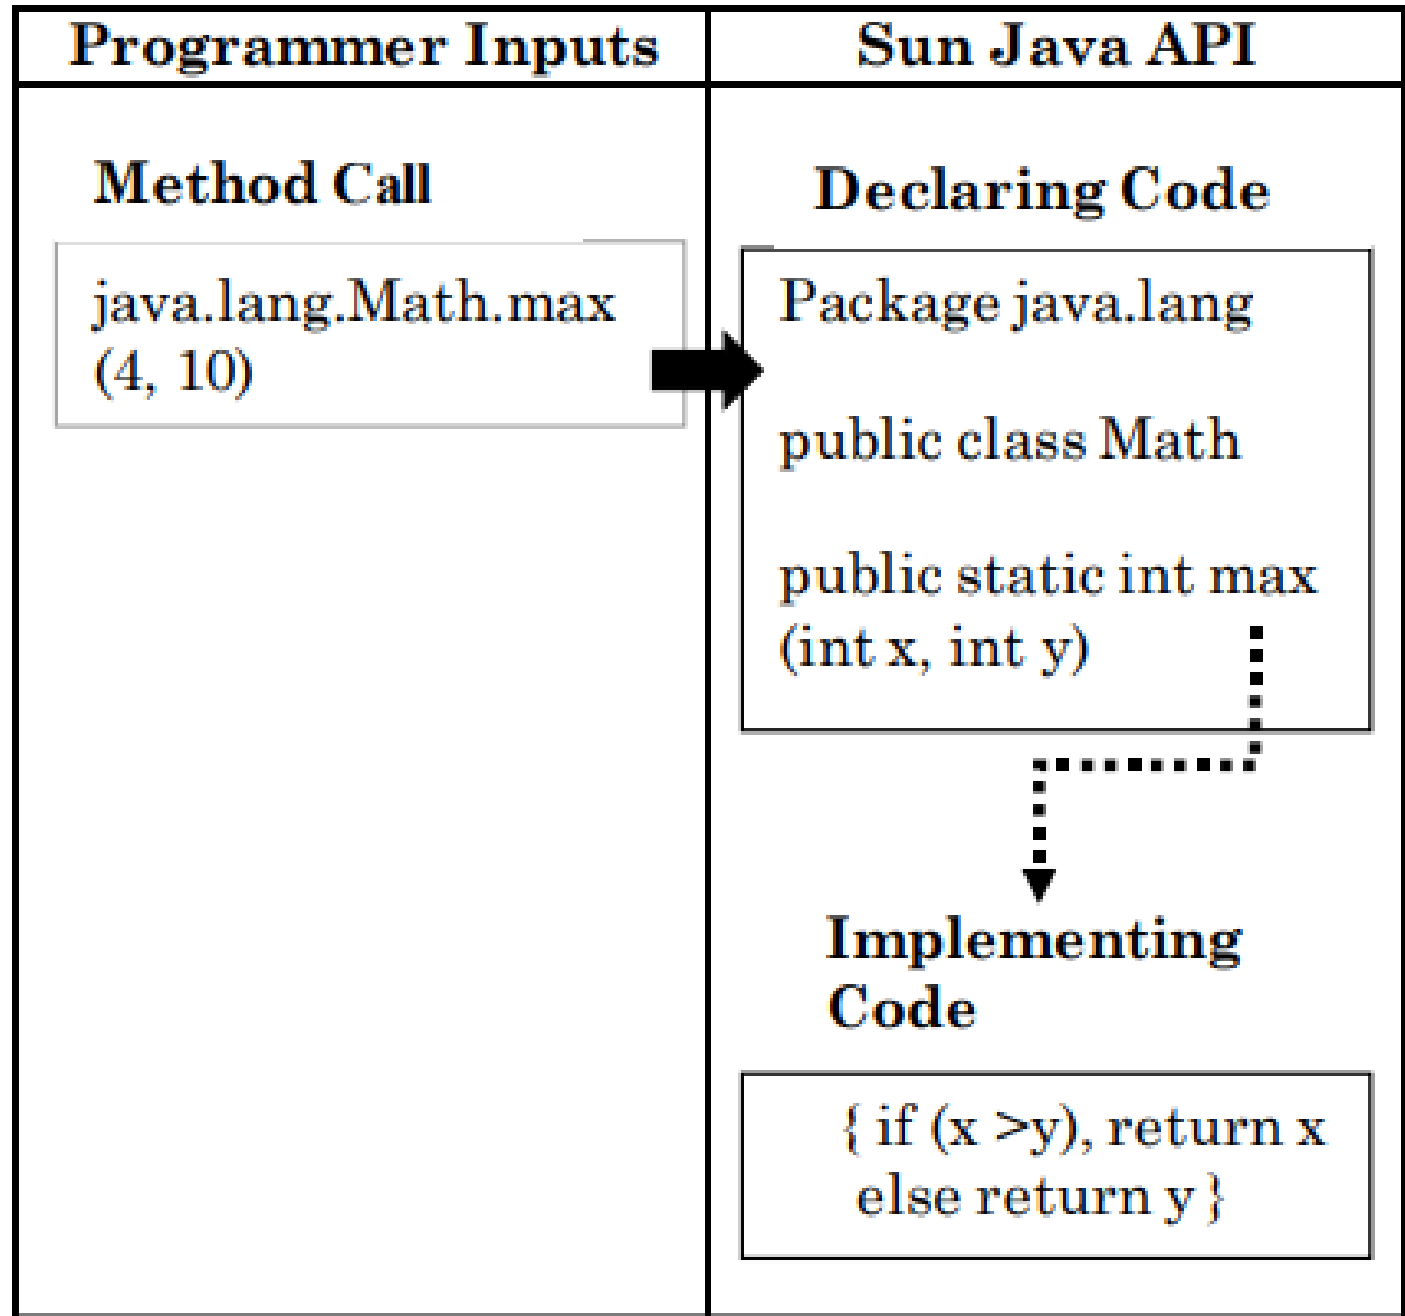 Programmer Inputs
Sun Java API
Method Call
java.lang.Math.max
(4, 10)
Declaring Code
Package java.lang
public class Math
public static int max
(int x, int y)
Implementing
Code
{ if (x >y), return x
else return y }